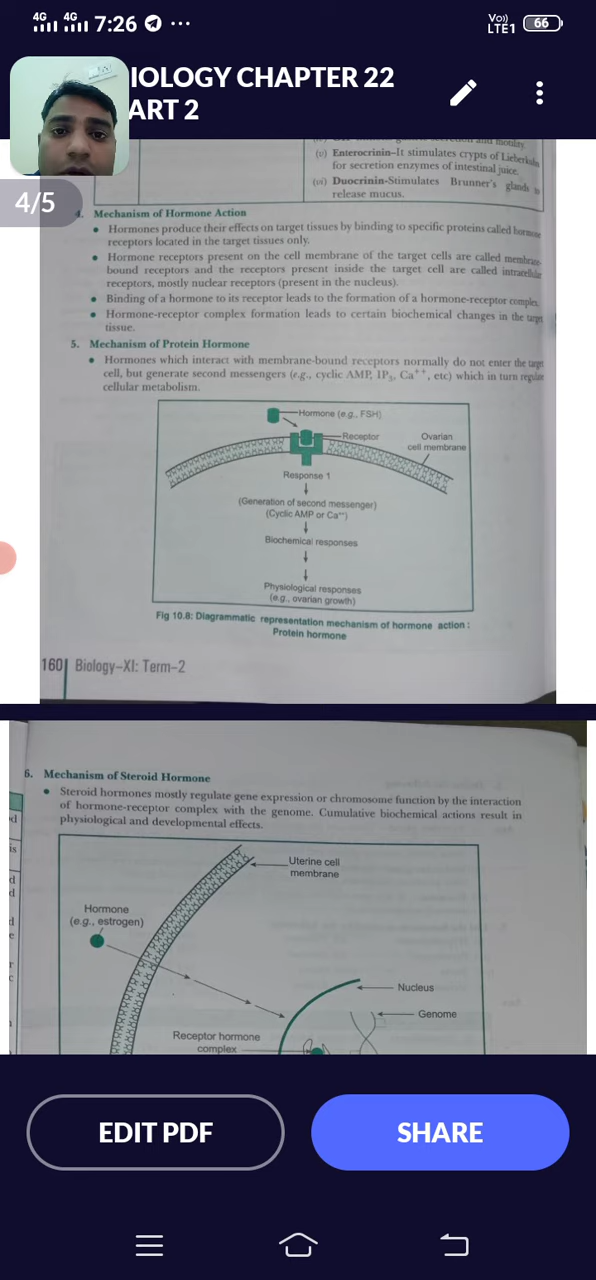 4G 4G 7:26 ...
Vo)) LTE1 66
IOLOGY CHAPTER 22
ART 2
4/5
motility.
(v) Enterocrinin–It stimulates crypts of Lieberkuhn
for secretion enzymes of intestinal juice.
(vi) Duocrinin-Stimulates Brunner's glands to
release mucus.
4. Mechanism of Hormone Action
• Hormones produce their effects on target tissues by binding to specific proteins called hormone
receptors located in the target tissues only.
• Hormone receptors present on the cell membrane of the target cells are called membrane-
bound receptors and the receptors present inside the target cell are called intracellular
receptors, mostly nuclear receptors (present in the nucleus).
• Binding of a hormone to its receptor leads to the formation of a hormone-receptor complex.
• Hormone-receptor complex formation leads to certain biochemical changes in the target
tissue.
5. Mechanism of Protein Hormone
• Hormones which interact with membrane-bound receptors normally do not enter the target
cell, but generate second messengers (e.g., cyclic AMP, IP₃, Ca⁺⁺, etc) which in turn regulate
cellular metabolism.
Hormone (e.g., FSH)
Receptor
Ovarian
cell membrane
Response 1
(Generation of second messenger)
(Cyclic AMP or Ca⁺⁺)
Biochemical responses
Physiological responses
(e.g., ovarian growth)
Fig 10.8: Diagrammatic representation mechanism of hormone action :
Protein hormone
160 Biology–XI: Term–2
6. Mechanism of Steroid Hormone
• Steroid hormones mostly regulate gene expression or chromosome function by the interaction
of hormone-receptor complex with the genome. Cumulative biochemical actions result in
physiological and developmental effects.
Uterine cell
membrane
Hormone
(e.g., estrogen)
Nucleus
Genome
Receptor hormone
complex
EDIT PDF
SHARE